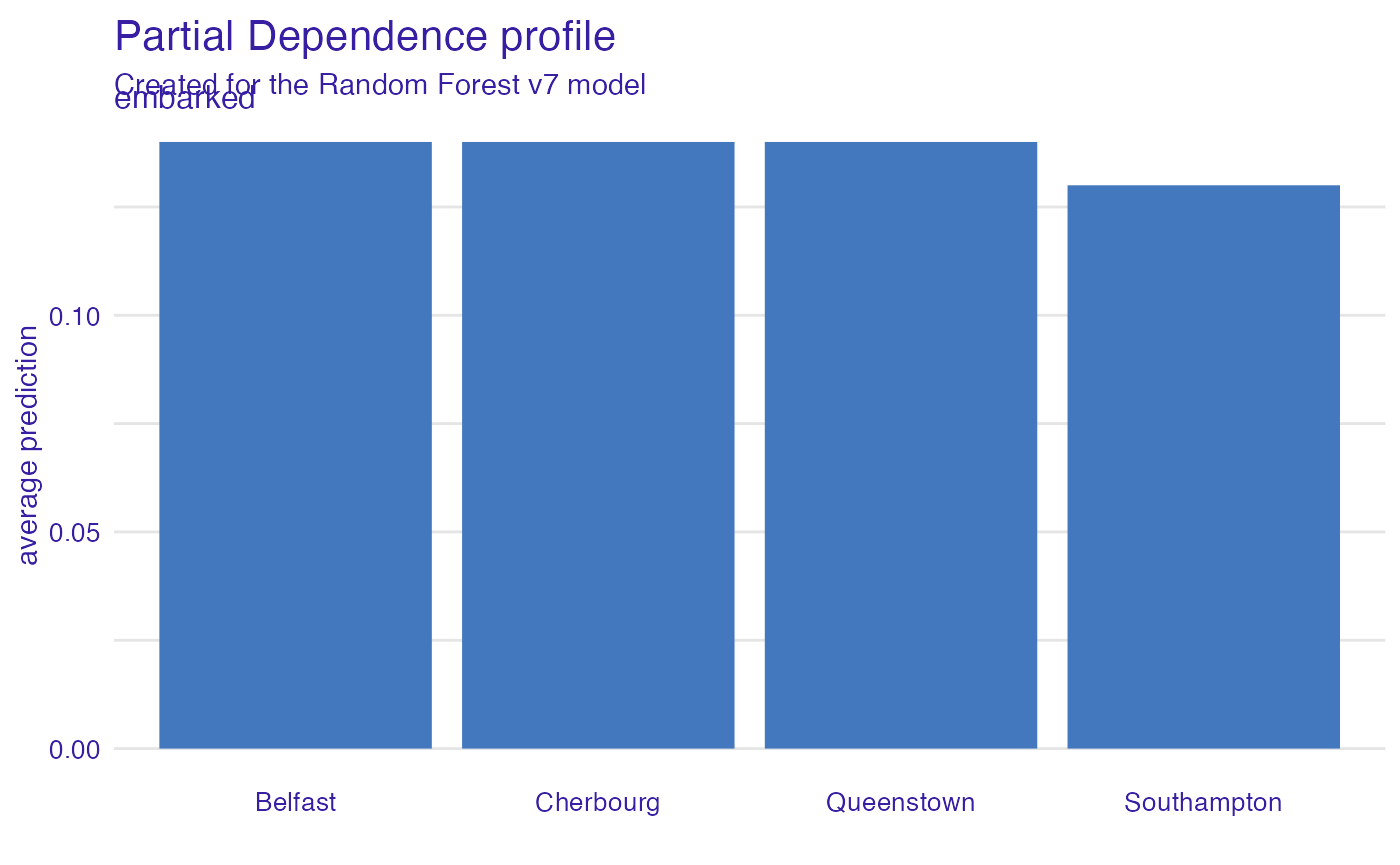 Partial Dependence profile
Created for the Random Forest v7 model
embarked
average prediction
0.10
0.05
0.00
Belfast Cherbourg Queenstown Southampton